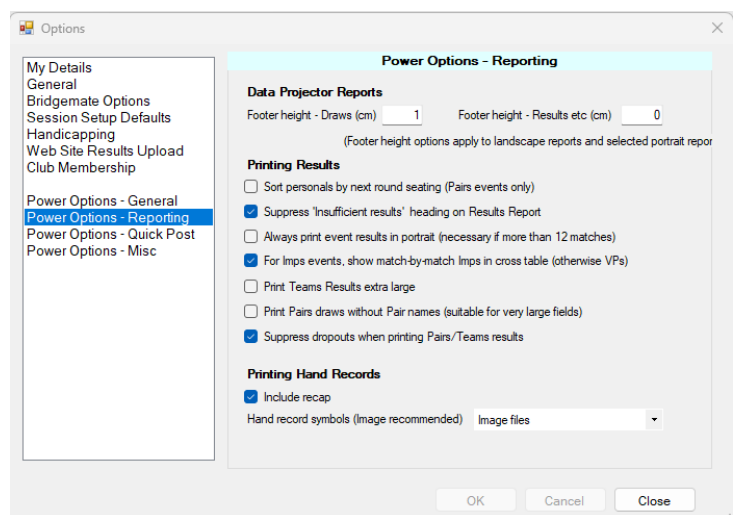 Options
My Details
General
Bridgemate Options
Session Setup Defaults
Handicapping
Web Site Results Upload
Club Membership
Power Options - General
Power Options - Reporting
Power Options - Quick Post
Power Options - Misc
Power Options - Reporting
Data Projector Reports
Footer height - Draws (cm) 1 Footer height - Results etc (cm) 0
(Footer height options apply to landscape reports and selected portrait repor
Printing Results
Sort personals by next round seating (Pairs events only)
Suppress 'Insufficient results' heading on Results Report
Always print event results in portrait (necessary if more than 12 matches)
For Imps events, show match-by-match Imps in cross table (otherwise VPs)
Print Teams Results extra large
Print Pairs draws without Pair names (suitable for very large fields)
Suppress dropouts when printing Pairs/Teams results
Printing Hand Records
Include recap
Hand record symbols (Image recommended) Image files
OK Cancel Close